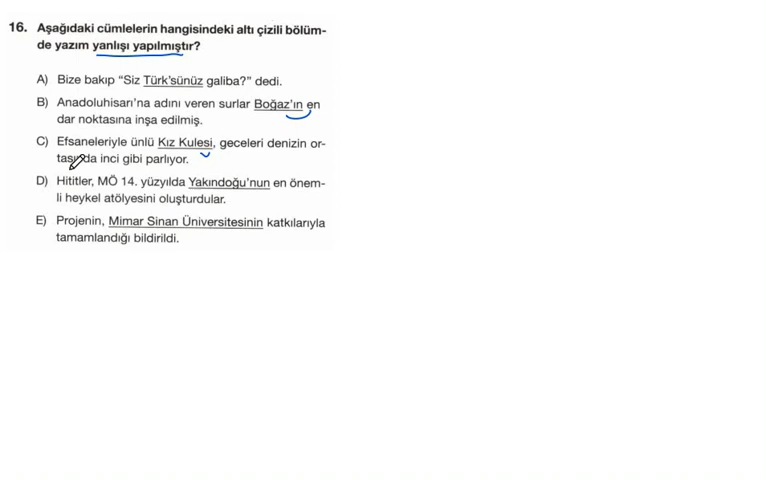 16. Aşağıdaki cümlelerin hangisindeki altı çizili bölüm-
de yazım yanlışı yapılmıştır?
A) Bize bakıp “Siz Türk’sünüz galiba?” dedi.
B) Anadoluhisarı’na adını veren surlar Boğaz’ın en
dar noktasına inşa edilmiş.
C) Efsaneleriyle ünlü Kız Kulesi, geceleri denizin or-
tasında inci gibi parlıyor.
D) Hititler, MÖ 14. yüzyılda Yakındoğu’nun en önem-
li heykel atölyesini oluşturdular.
E) Projenin, Mimar Sinan Üniversitesinin katkılarıyla
tamamlandığı bildirildi.